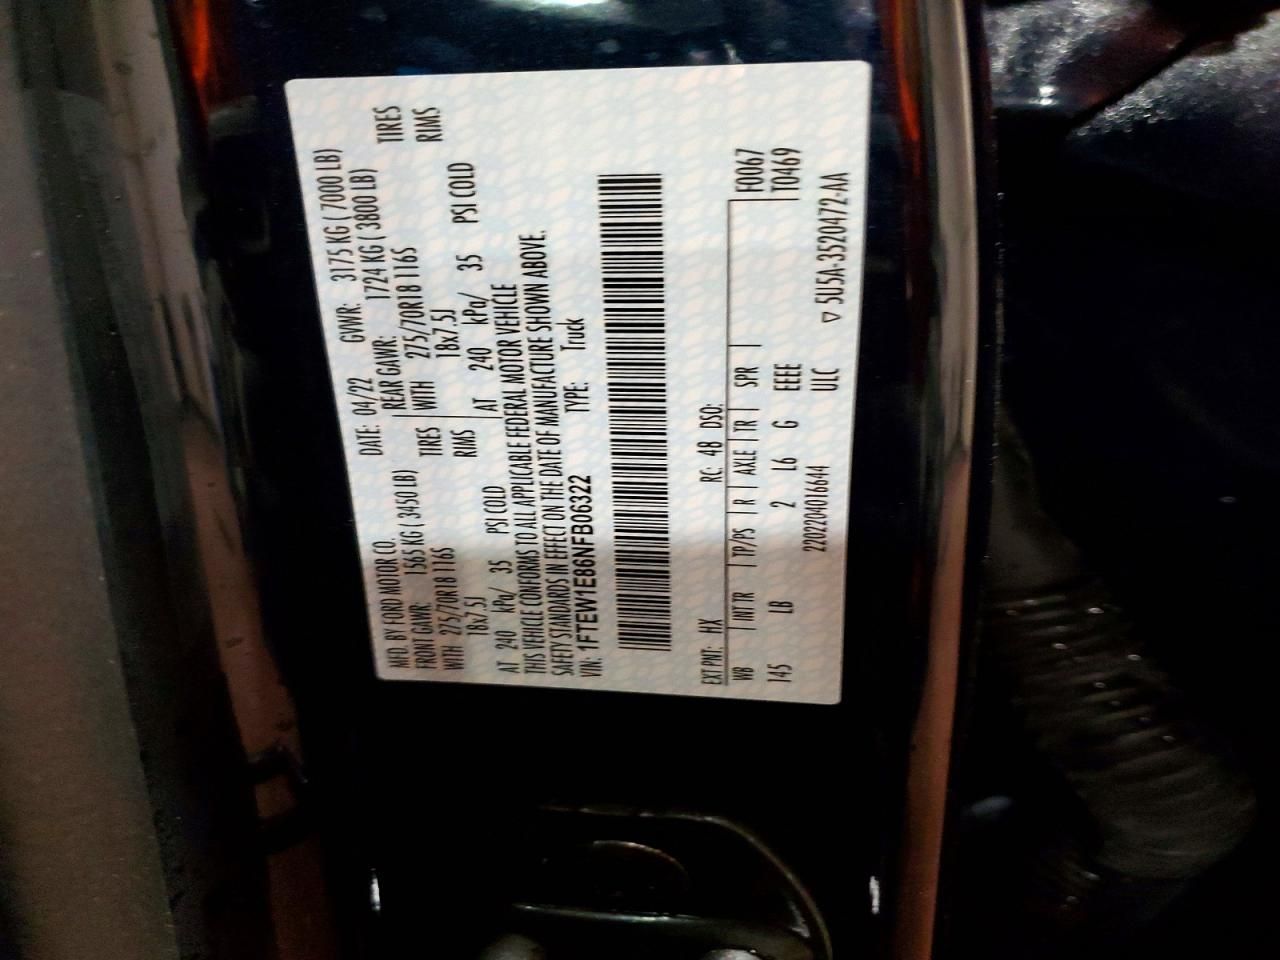 MFD. BY FORD MOTOR CO. DATE: 04/22 GVWR: 3175 KG ( 7000 LB)
FRONT GAWR: 1565 KG ( 3450 LB) REAR GAWR: 1724 KG ( 3800 LB)
WITH 275/70R18 116S TIRES WITH 275/70R18 116S TIRES
18x7.5J RIMS 18x7.5J RIMS
AT 240 kPa/ 35 PSI COLD AT 240 kPa/ 35 PSI COLD
THIS VEHICLE CONFORMS TO ALL APPLICABLE FEDERAL MOTOR VEHICLE
SAFETY STANDARDS IN EFFECT ON THE DATE OF MANUFACTURE SHOWN ABOVE.
VIN: 1FTEW1E86NFB06322 TYPE: Truck
EXT PNT: HX RC: 48 DSO:
WB INT TR TP/PS R AXLE TR SPR F0067
145 LB 2 L6 G EEEE T0469
220220401664​4 ULC ▽ 5U5A-3520472-AA